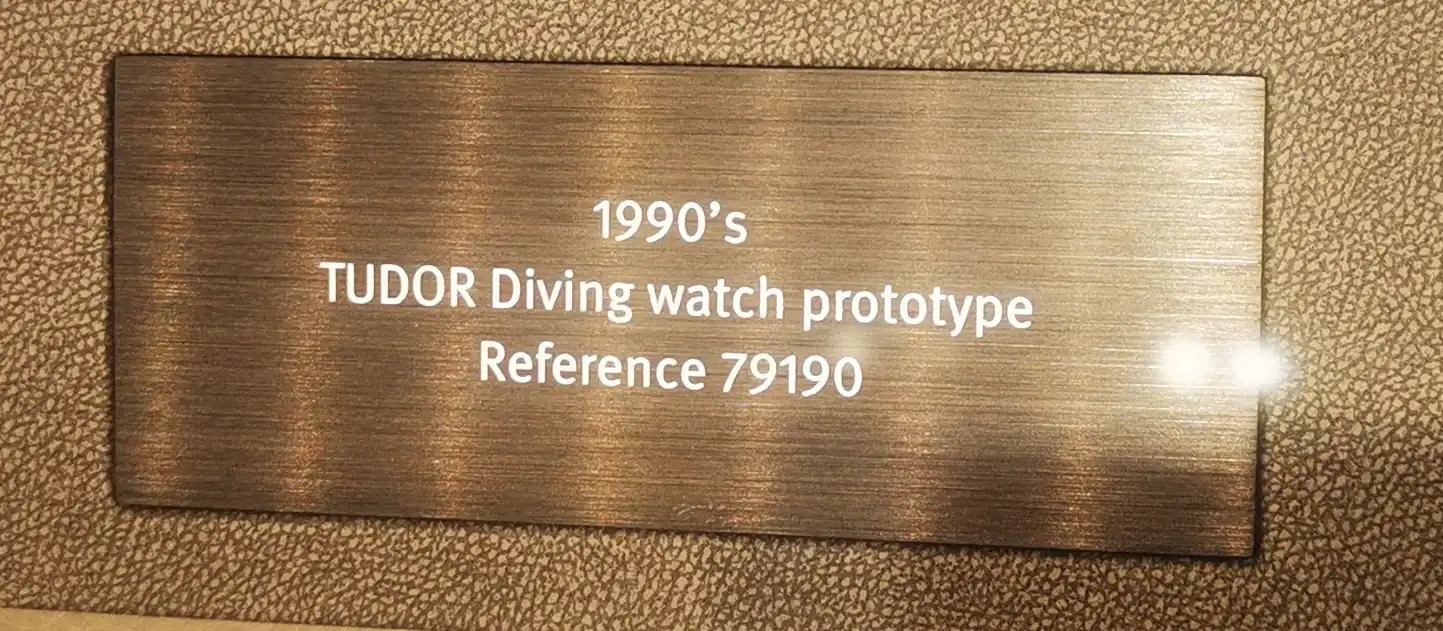 1990’s
TUDOR Diving watch prototype
Reference 79190